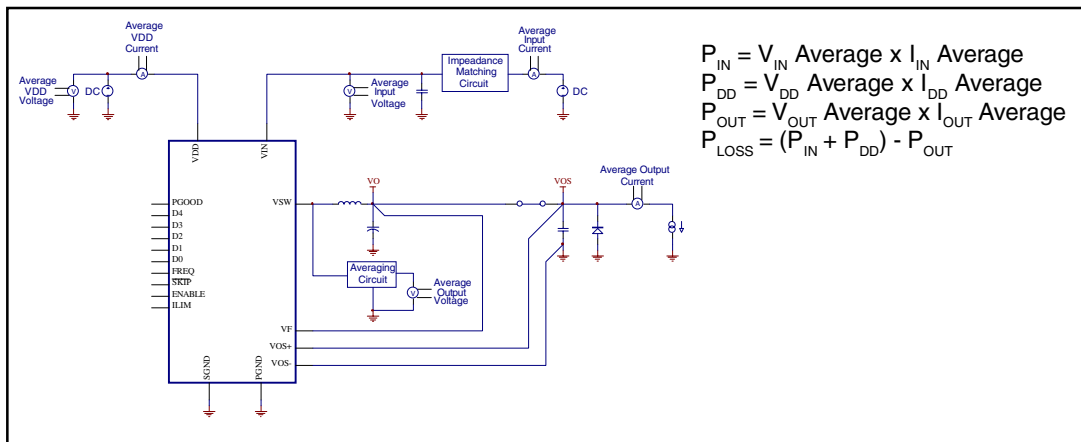 Average
VDD
Current
A
Average
VDD
Voltage
V
DC
Average
Input
Current
A
Impedance
Matching
Circuit
V
Average
Input
Voltage
DC
P_IN = V_IN Average x I_IN Average
P_DD = V_DD Average x I_DD Average
P_OUT = V_OUT Average x I_OUT Average
P_LOSS = (P_IN + P_DD) - P_OUT
VDD
VIN
PGOOD
D4
D3
D2
D1
D0
FREQ
SKIP
ENABLE
ILIM
VSW
VF
VOS+
VOS-
SGND
PGND
VO
VOS
Average Output
Current
A
Averaging
Circuit
V
Average
Output
Voltage